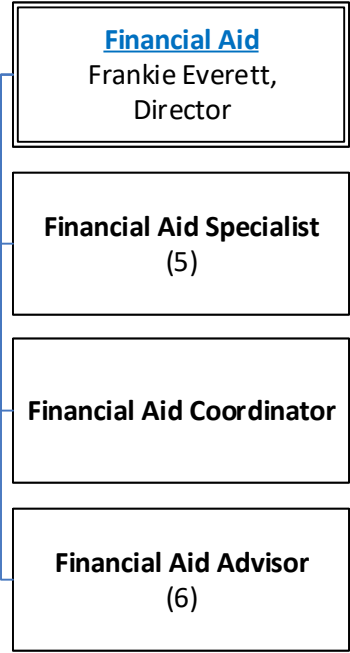 Financial Aid
Frankie Everett,
Director
Financial Aid Specialist
(5)
Financial Aid Coordinator
Financial Aid Advisor
(6)